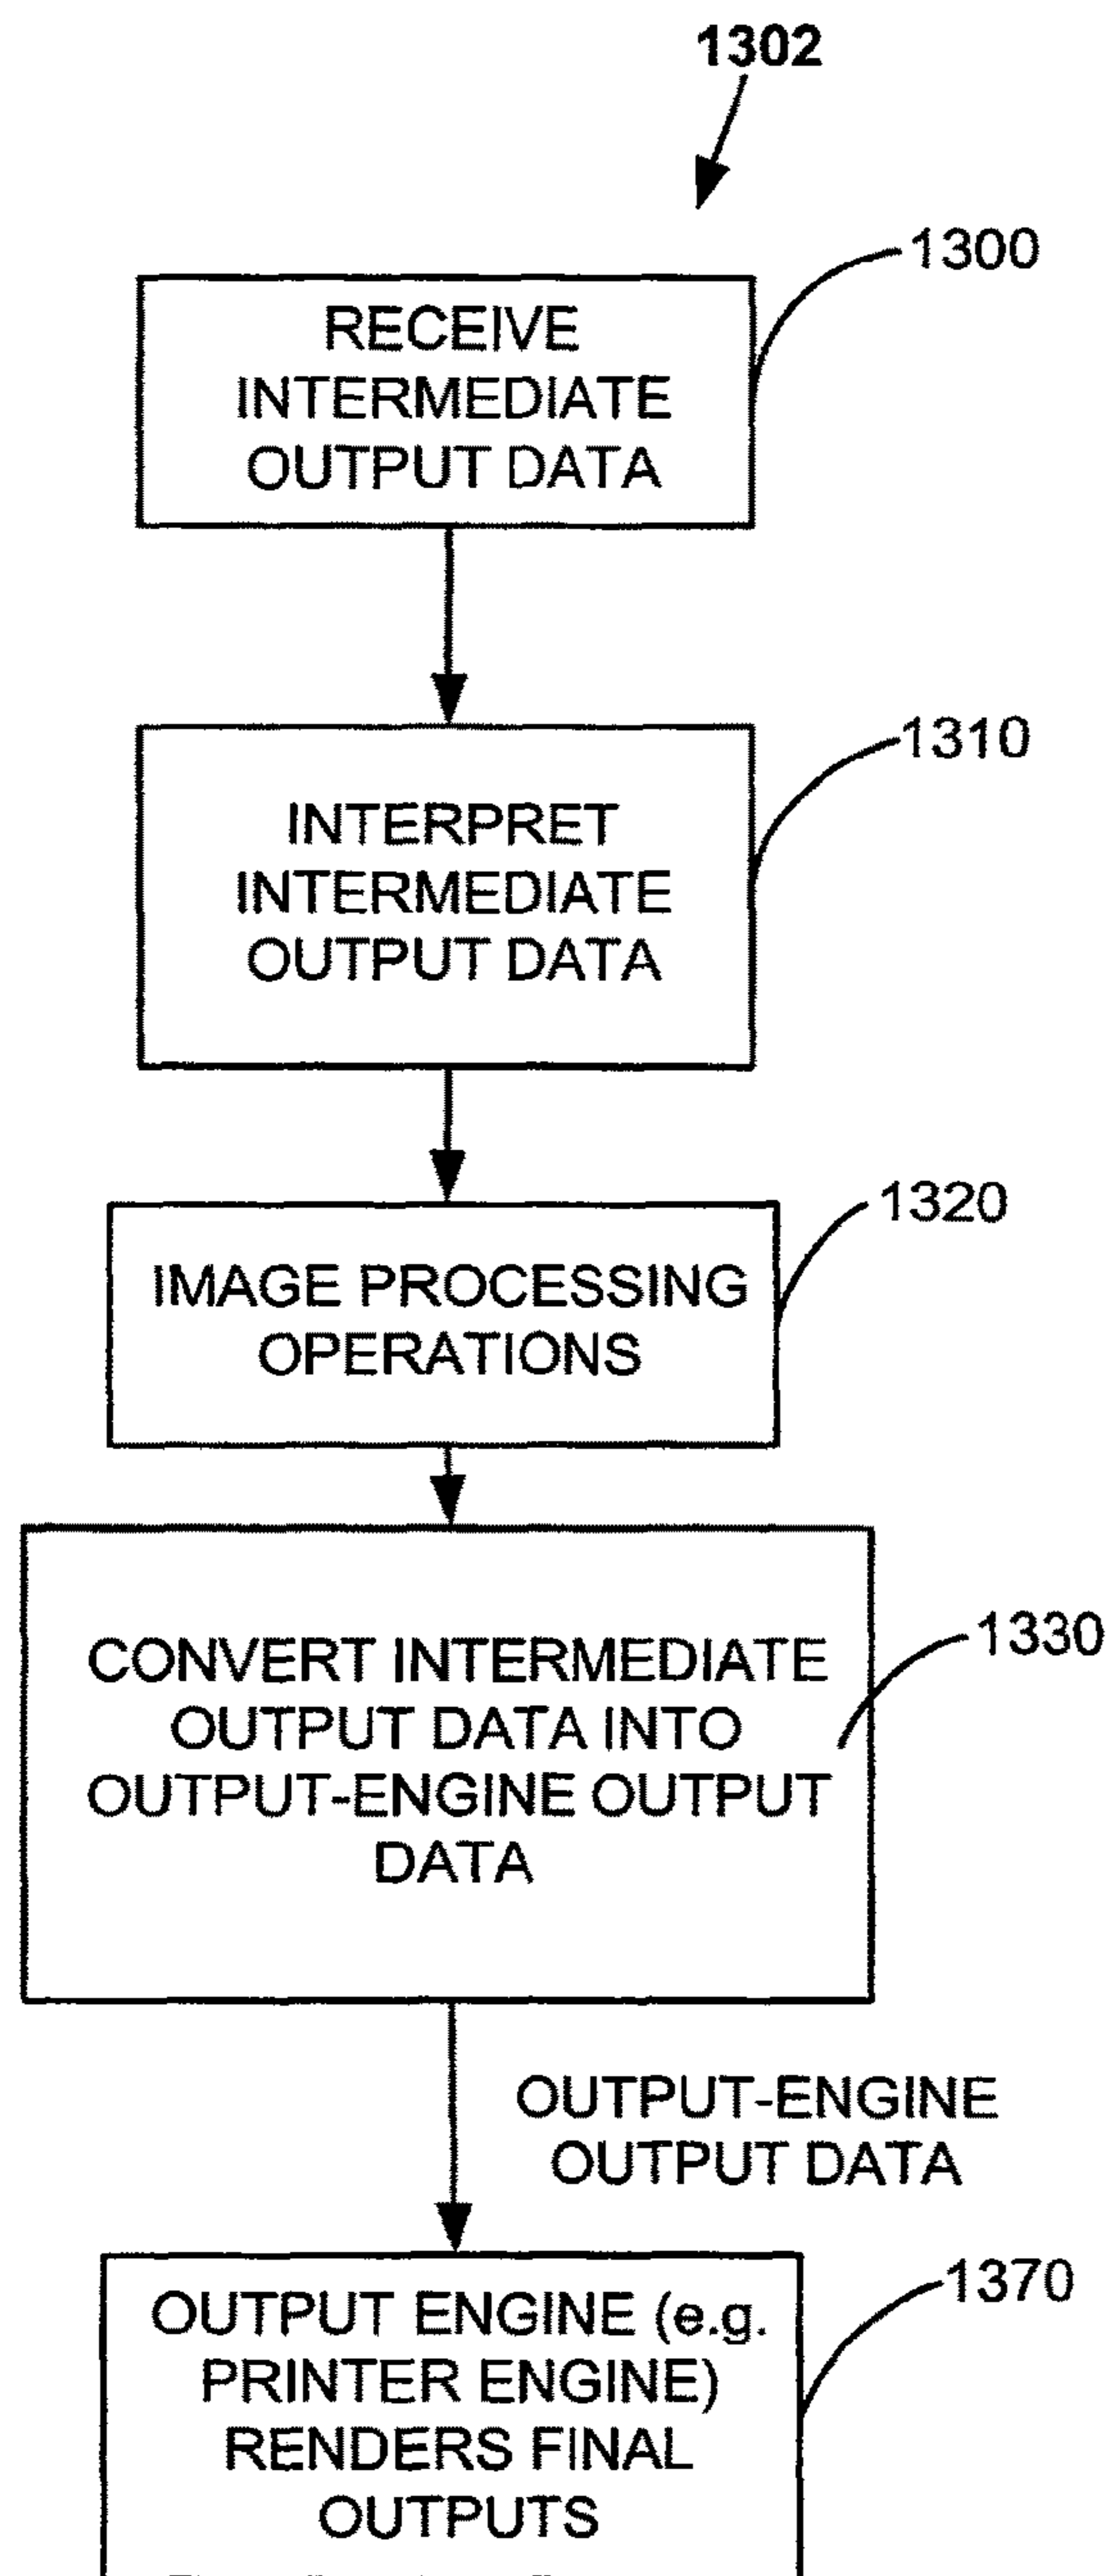 1302
1300
RECEIVE
INTERMEDIATE
OUTPUT DATA
1310
INTERPRET
INTERMEDIATE
OUTPUT DATA
1320
IMAGE PROCESSING
OPERATIONS
1330
CONVERT INTERMEDIATE
OUTPUT DATA INTO
OUTPUT-ENGINE OUTPUT
DATA
OUTPUT-ENGINE
OUTPUT DATA
1370
OUTPUT ENGINE (e.g.
PRINTER ENGINE)
RENDERS FINAL
OUTPUTS